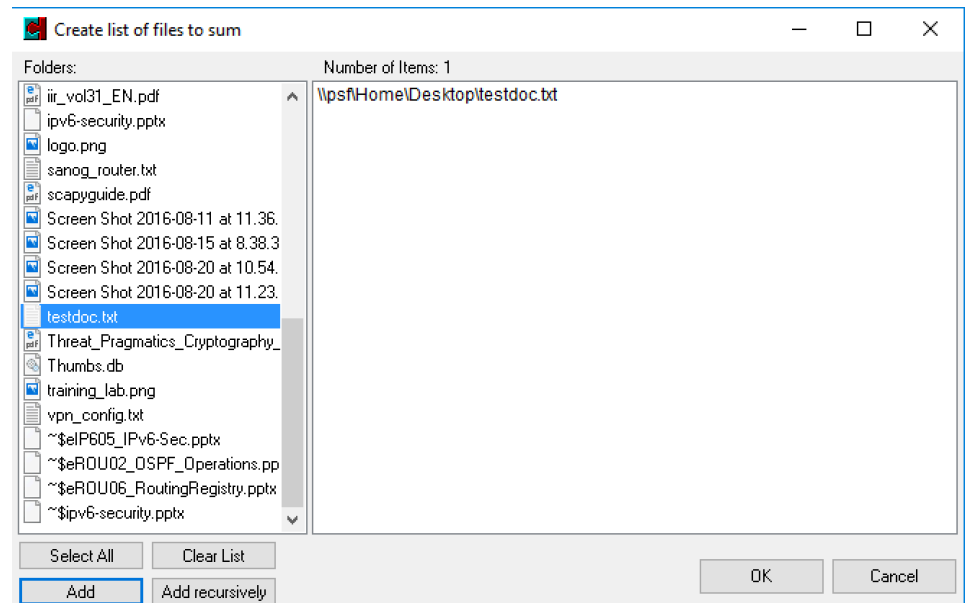 Create list of files to sum
Folders:
Number of Items: 1
iir_vol31_EN.pdf
ipv6-security.pptx
logo.png
sanog_router.txt
scapyguide.pdf
Screen Shot 2016-08-11 at 11.36.
Screen Shot 2016-08-15 at 8.38.3
Screen Shot 2016-08-20 at 10.54.
Screen Shot 2016-08-20 at 11.23.
testdoc.txt
Threat_Pragmatics_Cryptography_
Thumbs.db
training_lab.png
vpn_config.txt
~$eIP605_IPv6-Sec.pptx
~$eROU02_OSPF_Operations.pp
~$eROU06_RoutingRegistry.pptx
~$ipv6-security.pptx
\\psf\Home\Desktop\testdoc.txt
Select All
Clear List
Add
Add recursively
OK
Cancel